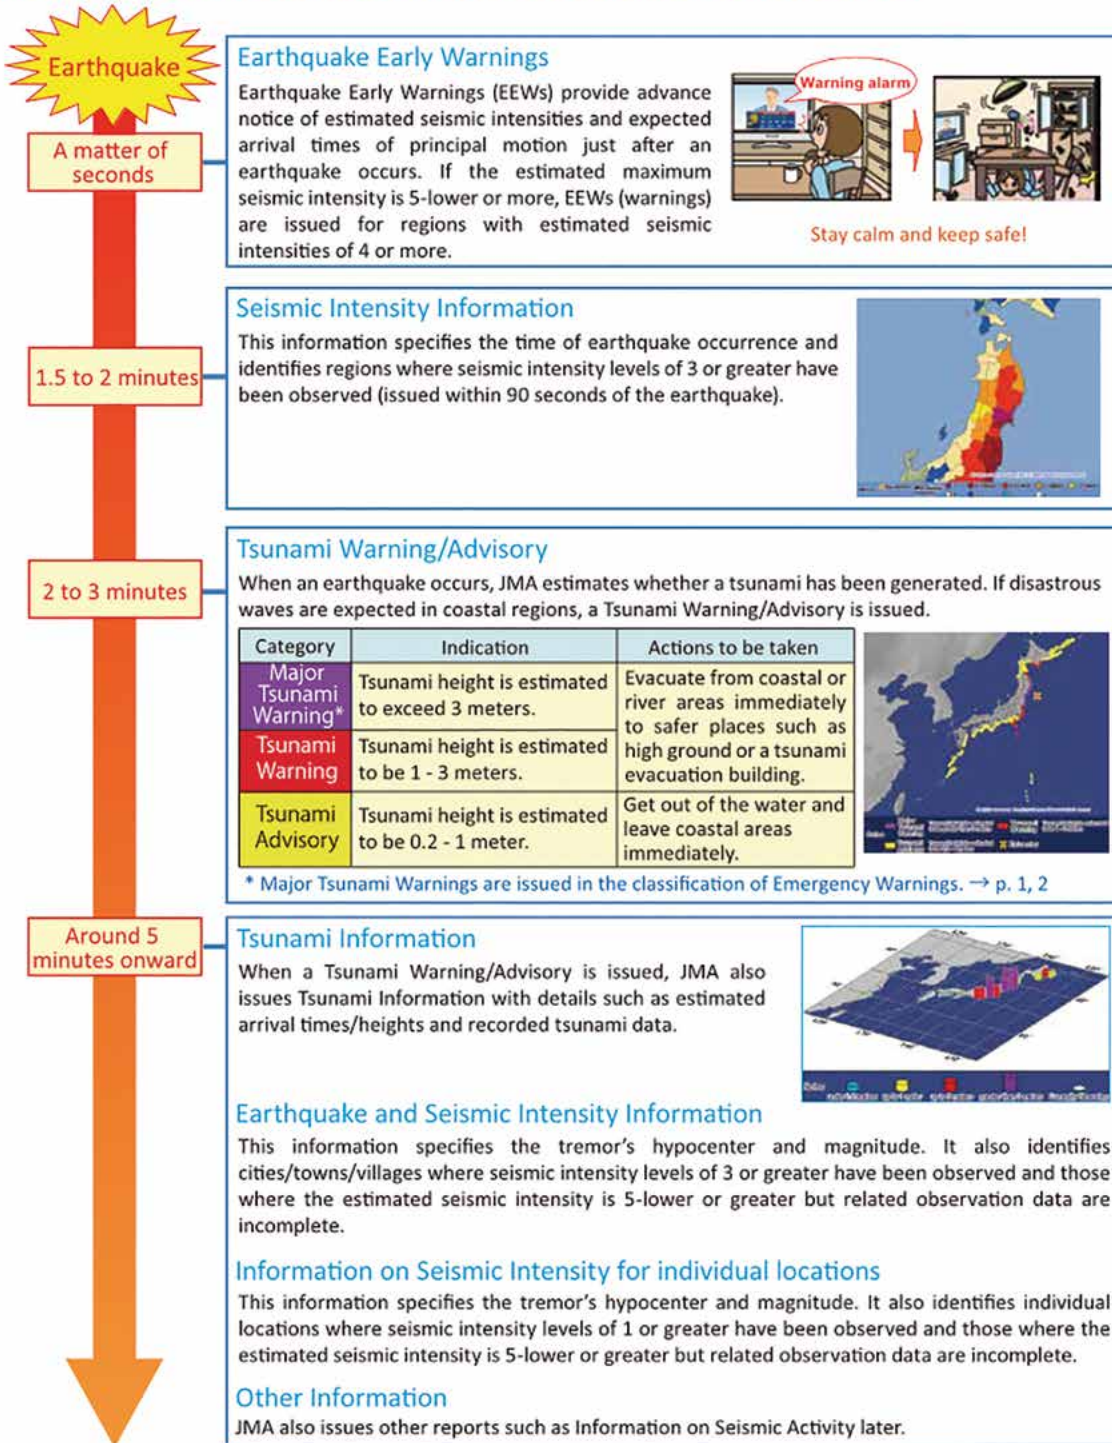 Earthquake
A matter of
seconds
Earthquake Early Warnings
Earthquake Early Warnings (EEWs) provide advance
notice of estimated seismic intensities and expected
arrival times of principal motion just after an
earthquake occurs. If the estimated maximum
seismic intensity is 5-lower or more, EEWs (warnings)
are issued for regions with estimated seismic
intensities of 4 or more.
Warning alarm
Stay calm and keep safe!
1.5 to 2 minutes
Seismic Intensity Information
This information specifies the time of earthquake occurrence and
identifies regions where seismic intensity levels of 3 or greater have
been observed (issued within 90 seconds of the earthquake).
2 to 3 minutes
Tsunami Warning/Advisory
When an earthquake occurs, JMA estimates whether a tsunami has been generated. If disastrous
waves are expected in coastal regions, a Tsunami Warning/Advisory is issued.
Category
Indication
Actions to be taken
Major
Tsunami
Warning*
Tsunami height is estimated
to exceed 3 meters.
Evacuate from coastal or
river areas immediately
to safer places such as
high ground or a tsunami
evacuation building.
Tsunami
Warning
Tsunami height is estimated
to be 1 - 3 meters.
Tsunami
Advisory
Tsunami height is estimated
to be 0.2 - 1 meter.
Get out of the water and
leave coastal areas
immediately.
* Major Tsunami Warnings are issued in the classification of Emergency Warnings. → p. 1, 2
Around 5
minutes onward
Tsunami Information
When a Tsunami Warning/Advisory is issued, JMA also
issues Tsunami Information with details such as estimated
arrival times/heights and recorded tsunami data.
Earthquake and Seismic Intensity Information
This information specifies the tremor's hypocenter and magnitude. It also identifies
cities/towns/villages where seismic intensity levels of 3 or greater have been observed and those
where the estimated seismic intensity is 5-lower or greater but related observation data are
incomplete.
Information on Seismic Intensity for individual locations
This information specifies the tremor's hypocenter and magnitude. It also identifies individual
locations where seismic intensity levels of 1 or greater have been observed and those where the
estimated seismic intensity is 5-lower or greater but related observation data are incomplete.
Other Information
JMA also issues other reports such as Information on Seismic Activity later.